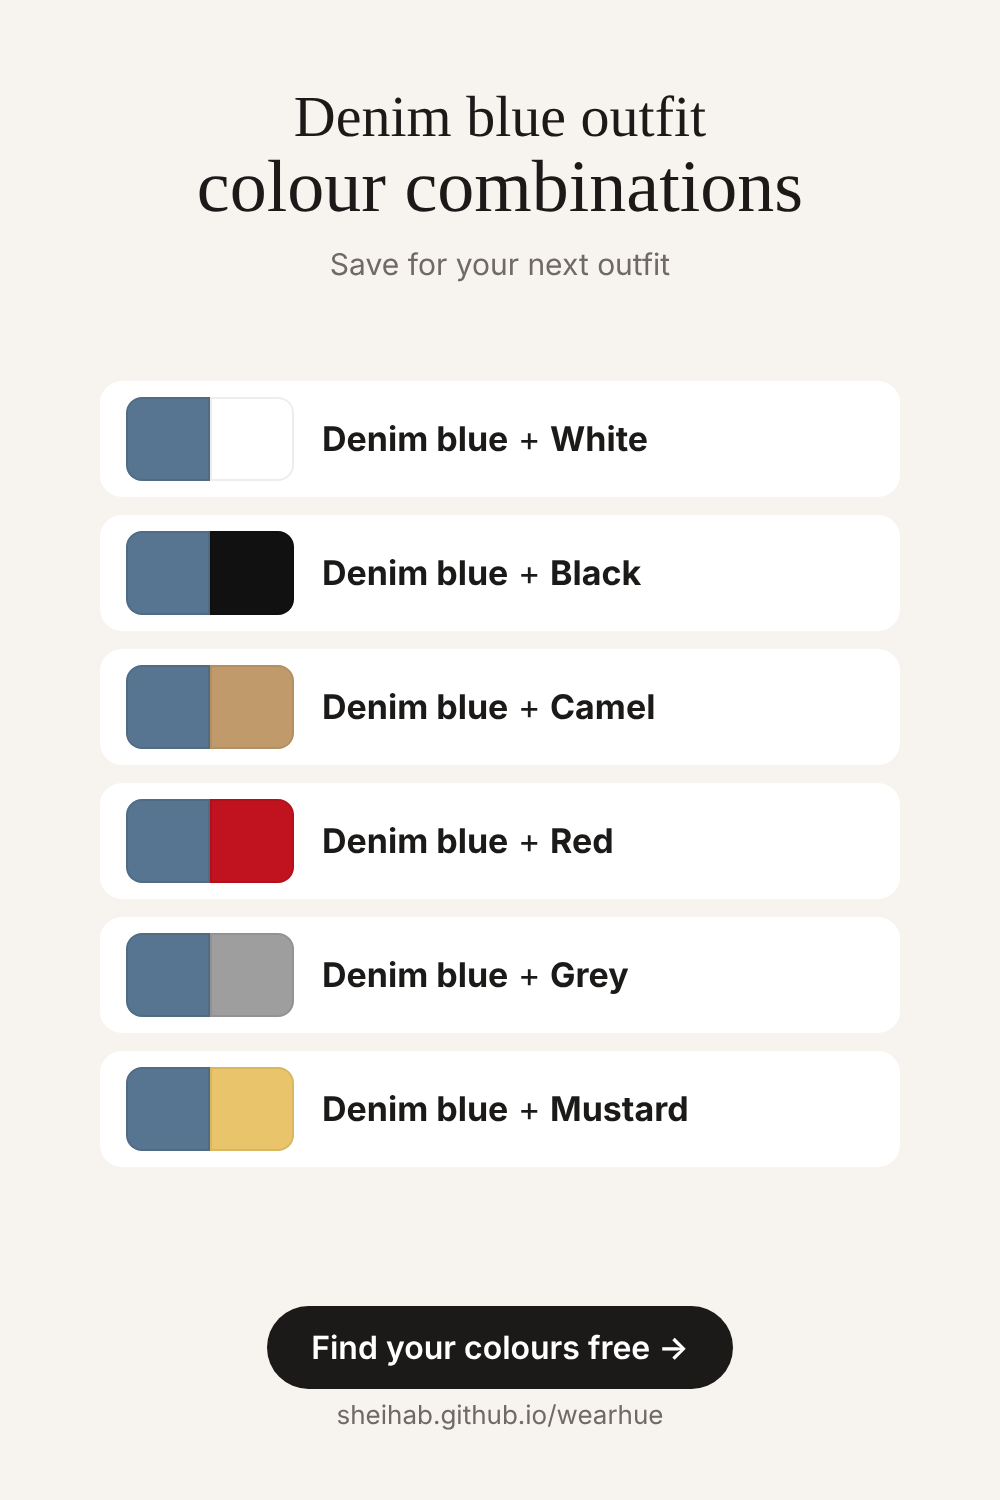 Denim blue outfit
colour combinations
Save for your next outfit
Denim blue + White
Denim blue + Black
Denim blue + Camel
Denim blue + Red
Denim blue + Grey
Denim blue + Mustard
Find your colours free →
sheihab.github.io/wearhue